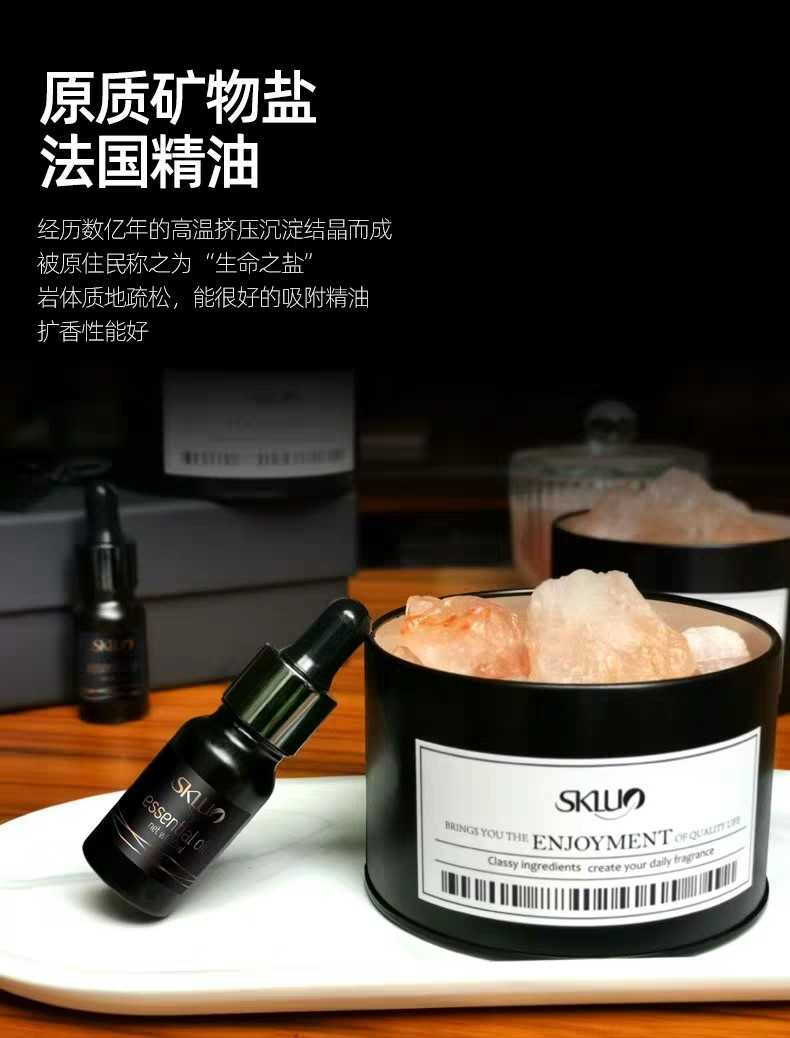 原质矿物盐
法国精油
经历数亿年的高温挤压沉淀结晶而成
被原住民称之为“生命之盐”
岩体质地疏松，能很好的吸附精油
扩香性能好
SKLUO
SKLUO
essential
net
SKLUO
BRINGS YOU THE ENJOYMENT OF QUALITY LIFE
Classy ingredients create your daily fragrance